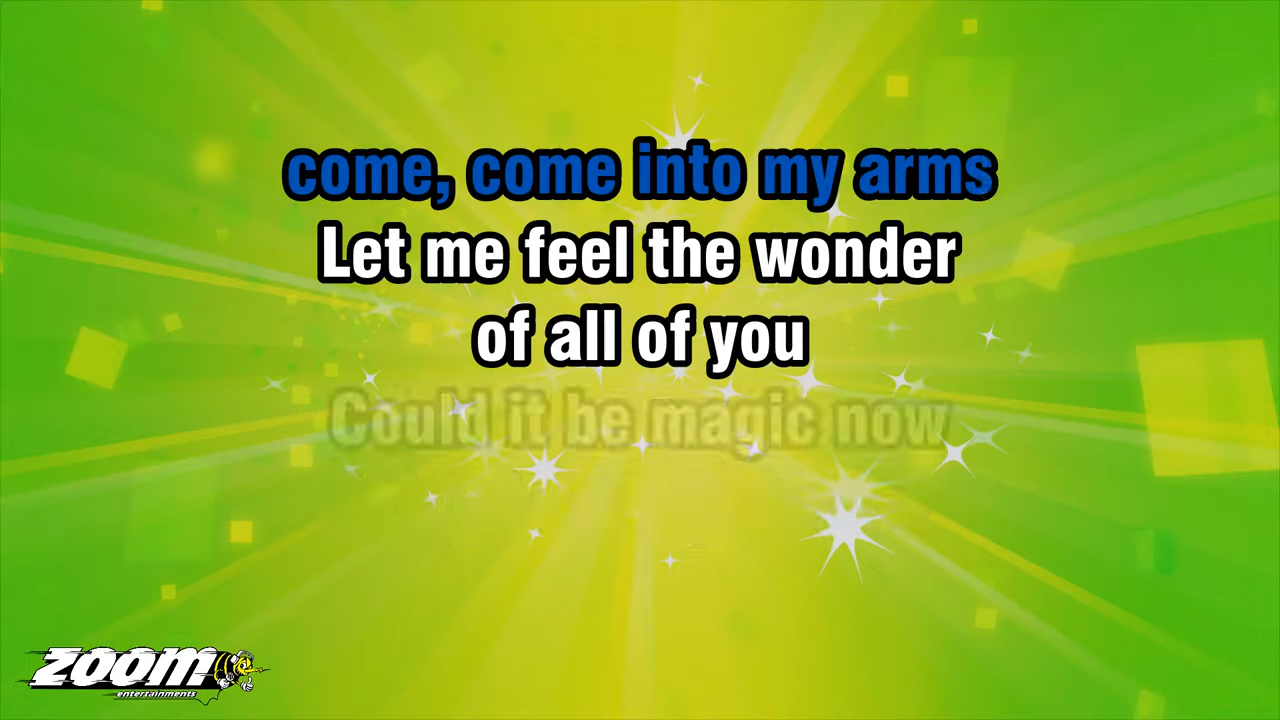 come, come into my arms
Let me feel the wonder
of all of you
Could it be magic now
ZOOM
entertainments